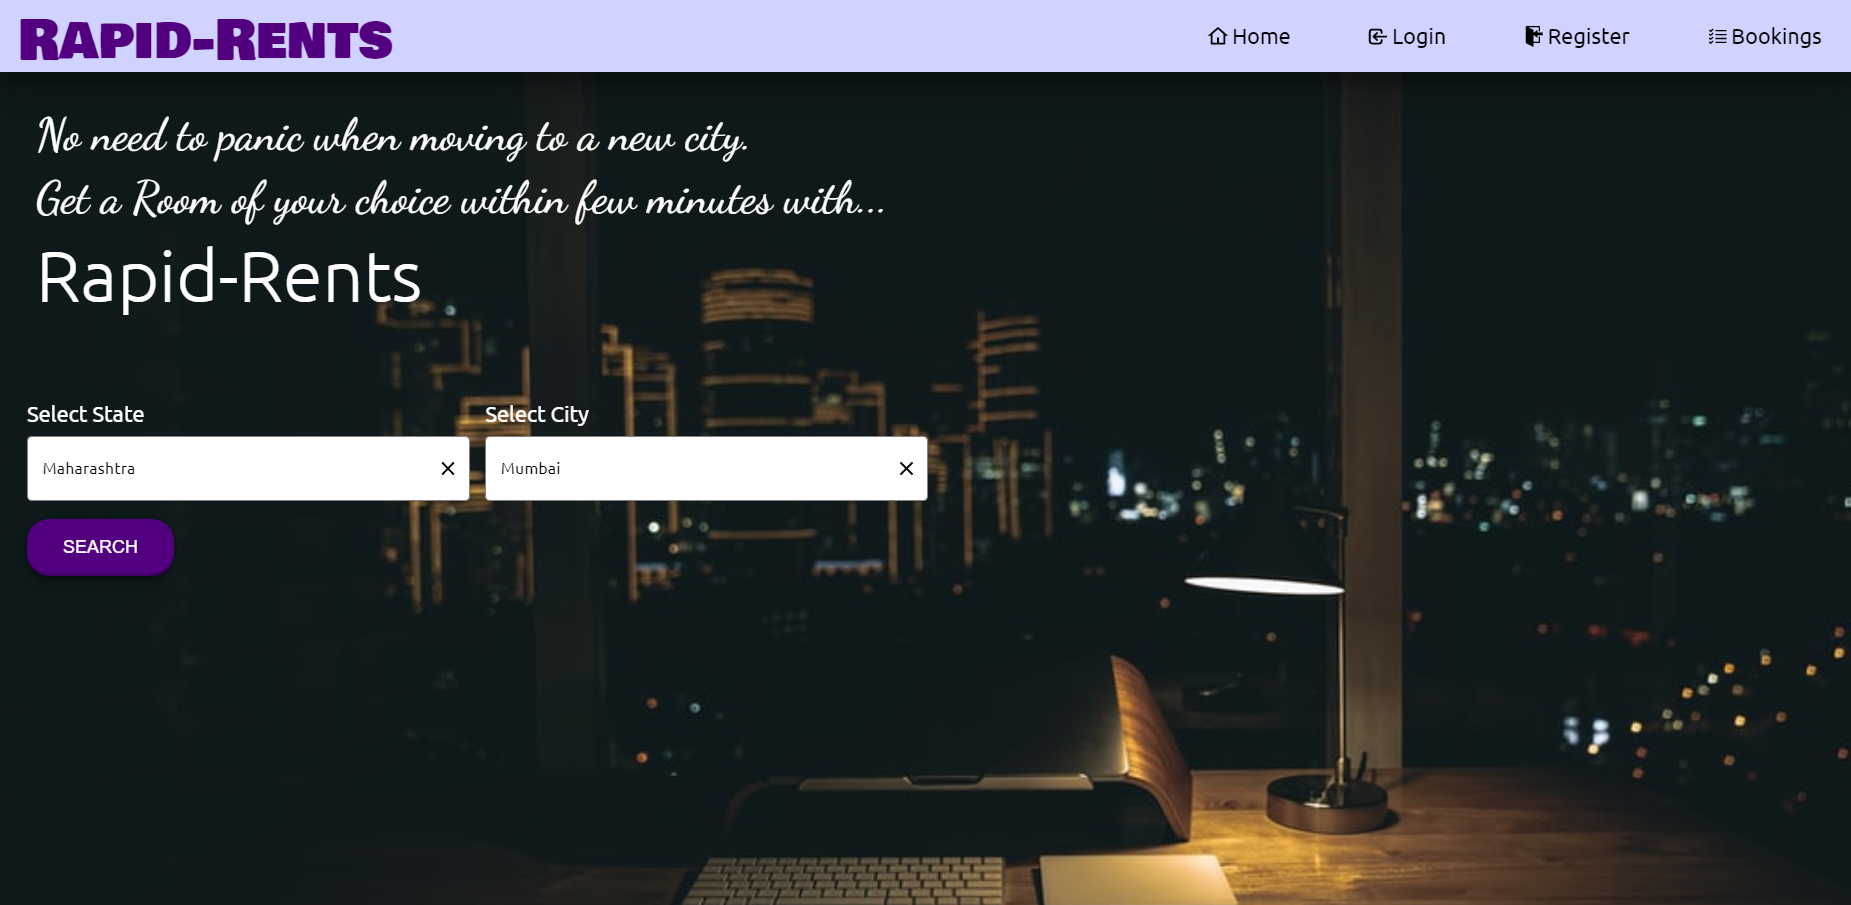 Rapid-Rents
Home
Login
Register
Bookings
No need to panic when moving to a new city.
Get a Room of your choice within few minutes with...
Rapid-Rents
Select State
Select City
Maharashtra
Mumbai
SEARCH